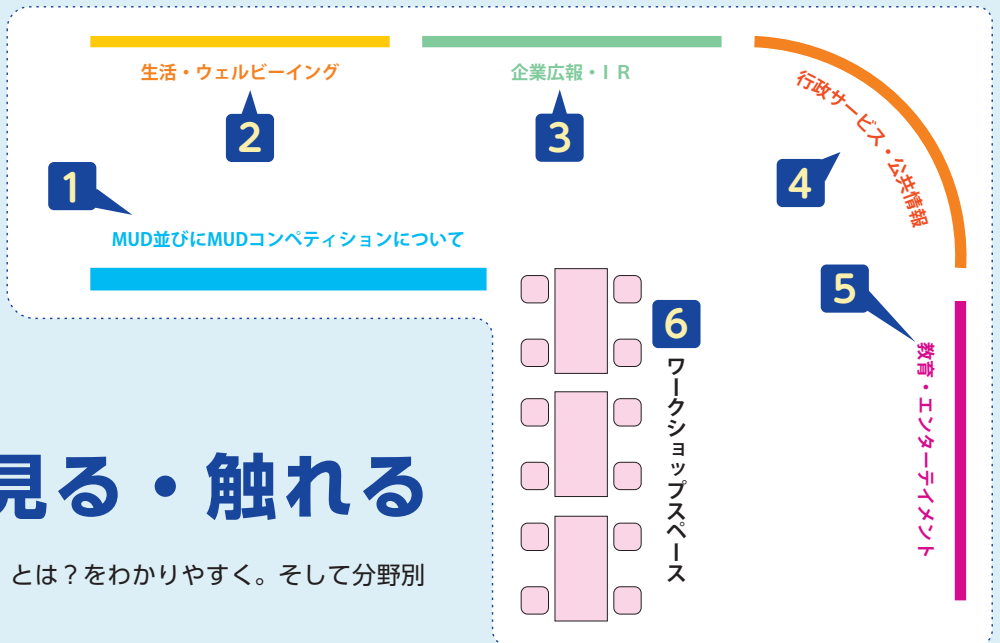 生活・ウェルビーイング
2
企業広報・ＩＲ
3
行政サービス・公共情報
4
1
MUD並びにMUDコンペティションについて
5
教育・エンターテイメント
6
ワークショップスペース
見る・触れる
とは？をわかりやすく。そして分野別